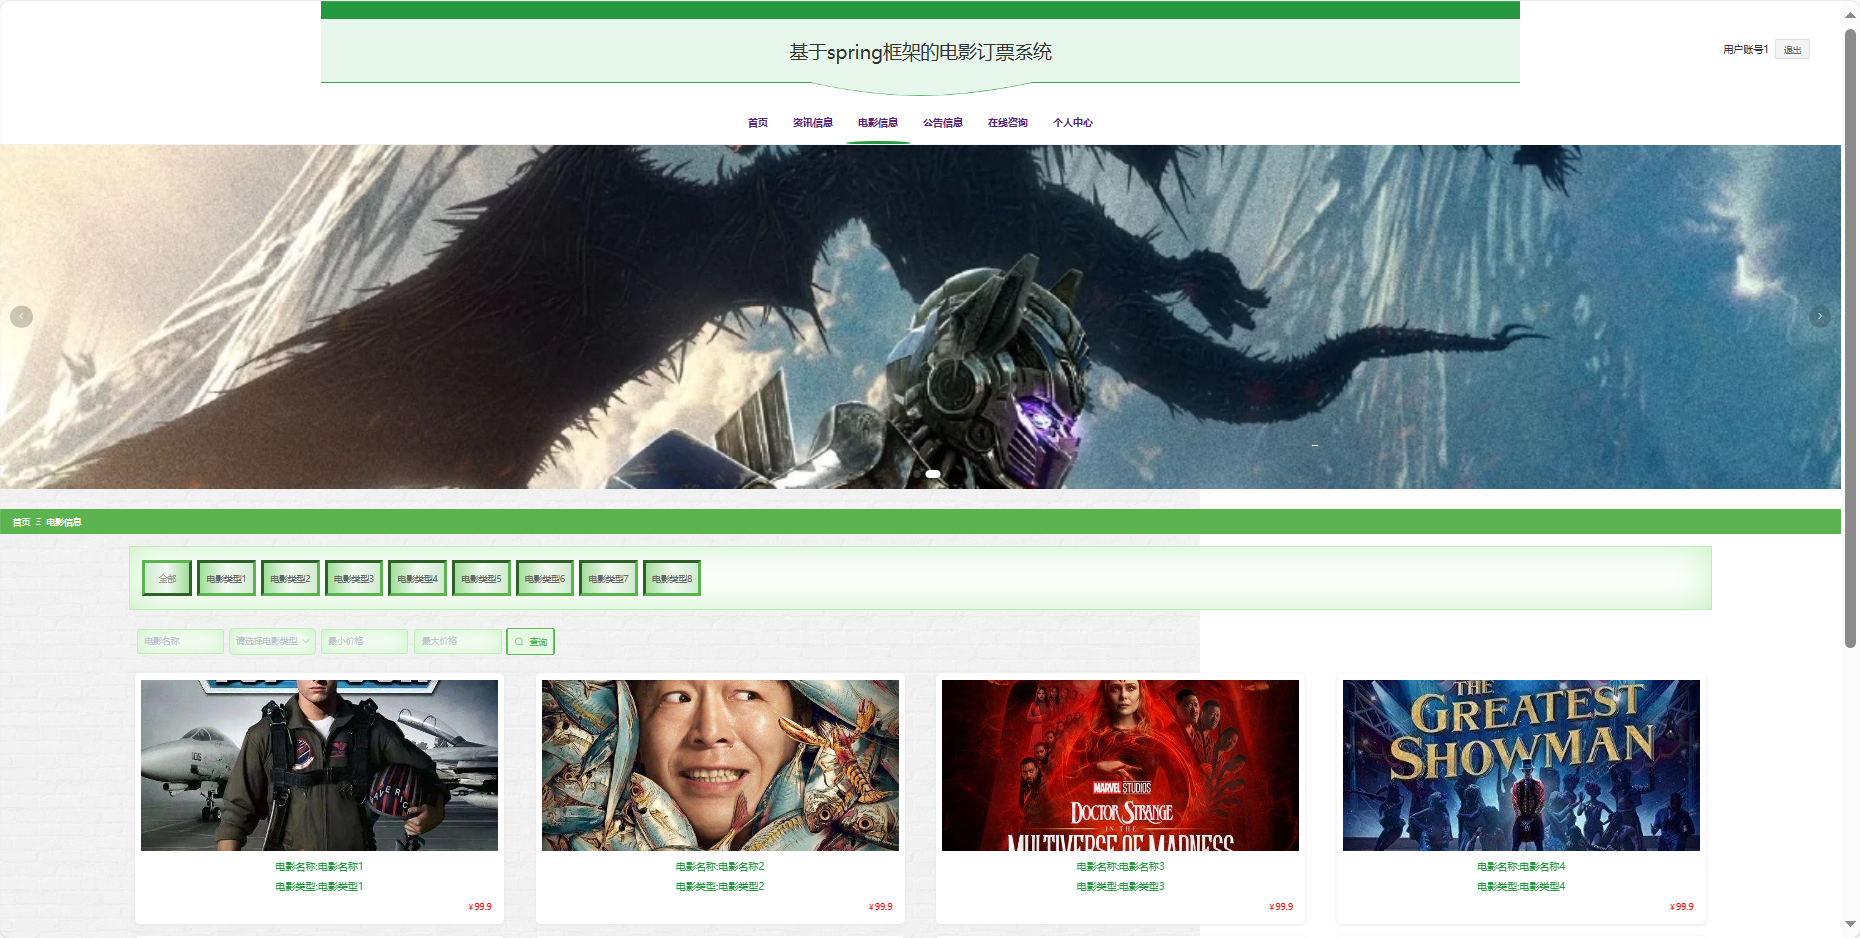 基于spring框架的电影订票系统
用户账号1 退出
首页 资讯信息 电影信息 公告信息 在线咨询 个人中心
首页 Ξ 电影信息
全部 电影类型1 电影类型2 电影类型3 电影类型4 电影类型5 电影类型6 电影类型7 电影类型8
电影名称 请选择电影类型 最小价格 最大价格 查询
105
MAVERIC
MARVEL STUDIOS
DOCTOR STRANGE
IN THE
MULTIVERSE OF MADNESS
THE
GREATEST
SHOWMAN
电影名称:电影名称1 电影名称:电影名称2 电影名称:电影名称3 电影名称:电影名称4
电影类型:电影类型1 电影类型:电影类型2 电影类型:电影类型3 电影类型:电影类型4
¥99.9 ¥99.9 ¥99.9 ¥99.9